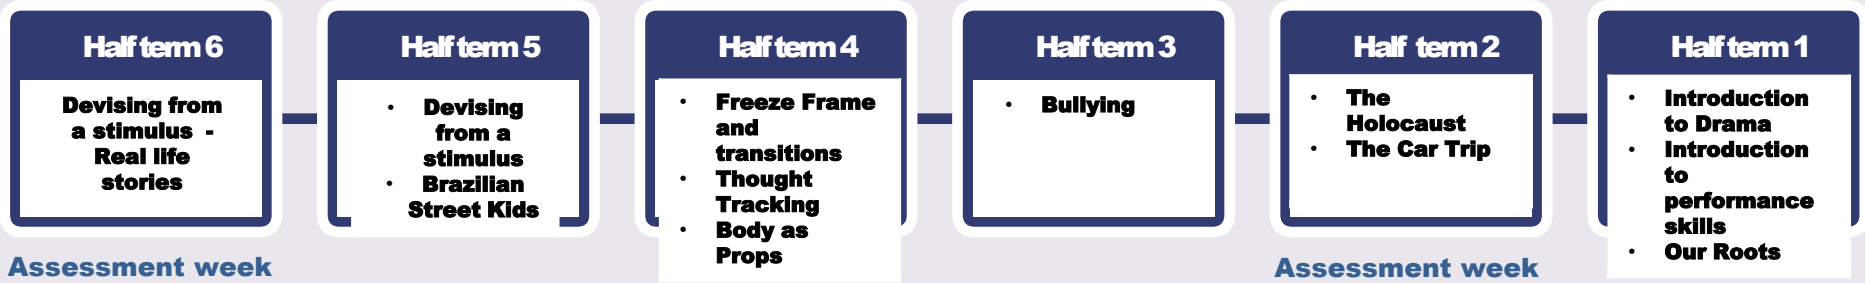 Half term 6
Devising from
a stimulus -
Real life
stories
Assessment week
Half term 5
• Devising
from a
stimulus
• Brazilian
Street Kids
Half term 4
• Freeze Frame
and
transitions
• Thought
Tracking
• Body as
Props
Half term 3
• Bullying
Half term 2
• The
Holocaust
• The Car Trip
Assessment week
Half term 1
• Introduction
to Drama
• Introduction
to
performance
skills
• Our Roots